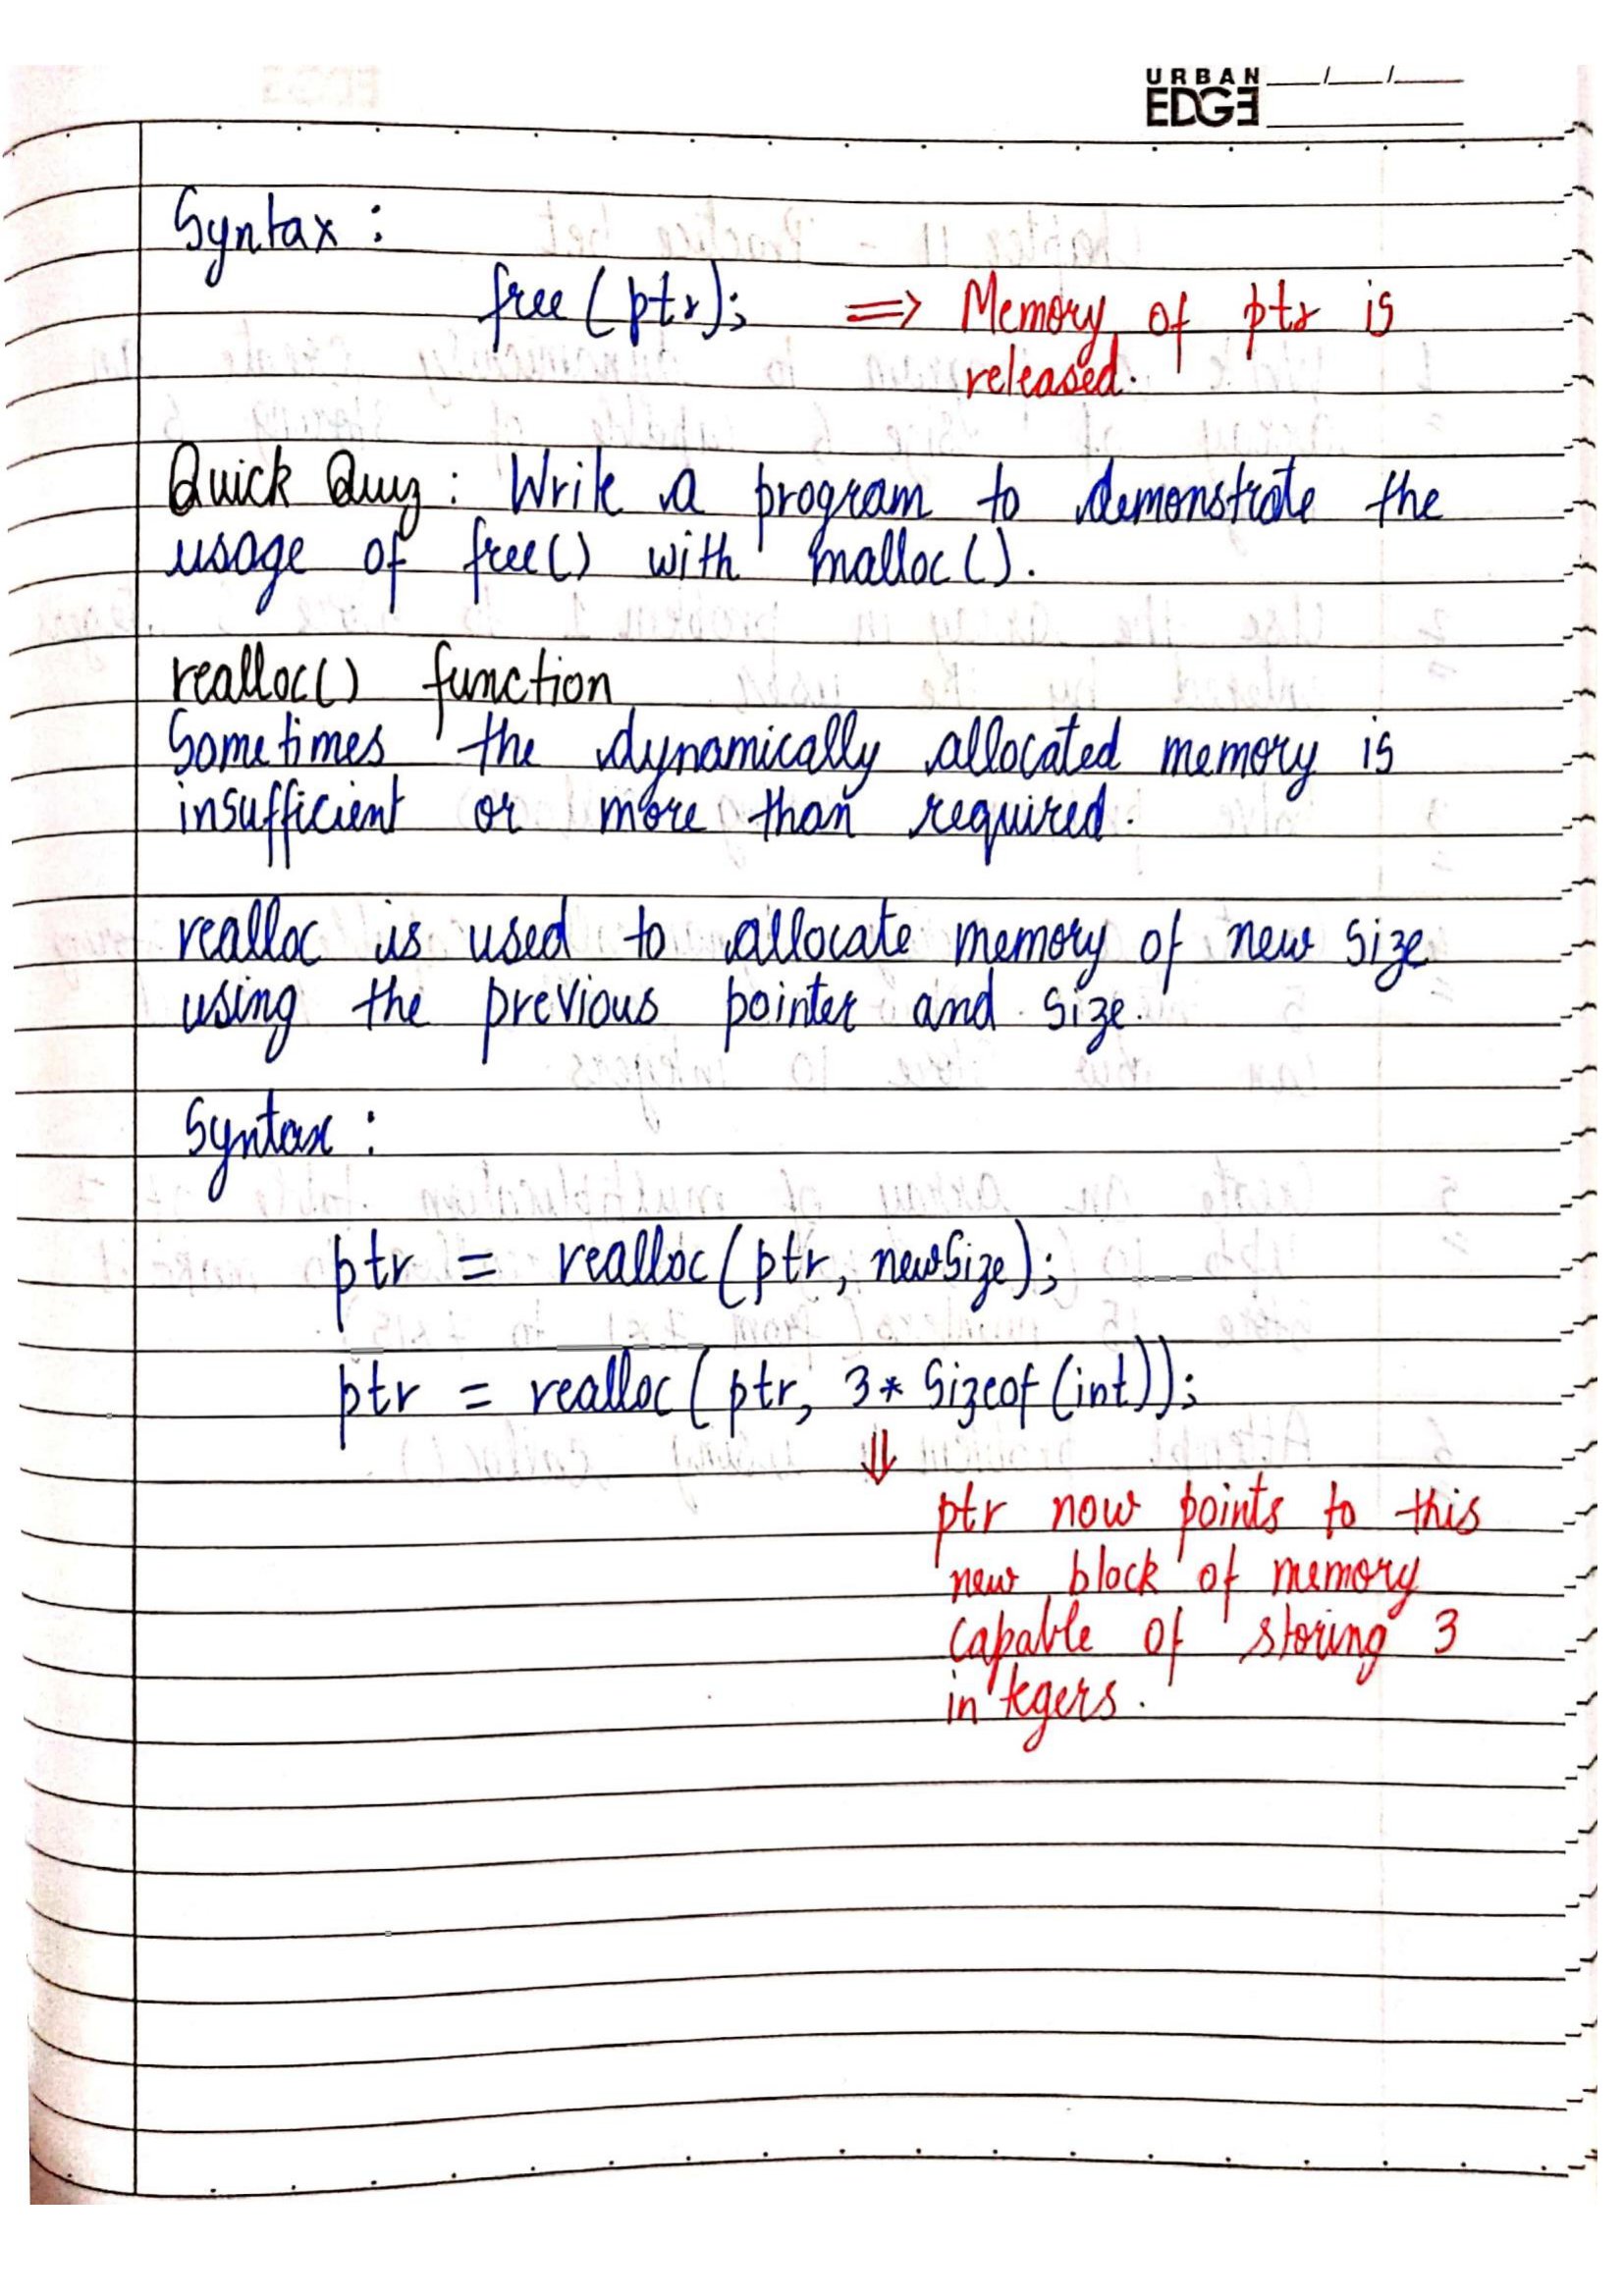 URBAN
EDGE
Syntax :
free(ptr); => Memory of ptr is
released.
Quick Quiz : Write a program to demonstrate the
usage of free() with malloc().
realloc() function
Sometimes the dynamically allocated memory is
insufficient or more than required.
realloc is used to allocate memory of new size
using the previous pointer and size.
Syntax :
ptr = realloc(ptr, newSize);
ptr = realloc(ptr, 3* Sizeof(int));
⇓
ptr now points to this
new block of memory
capable of storing 3
integers.